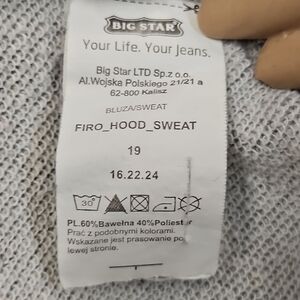 BIG STAR
Your Life. Your Jeans.
Big Star LTD Sp.z o.o.
Al.Wojska Polskiego 21/21 a
62-800 Kalisz
BLUZA/SWEAT
FIRO_HOOD_SWEAT
19
16.22.24
30°
PL.60%Bawełna 40%Poliester
Prać z podobnymi kolorami.
Wskazane jest prasowanie po
lewej stronie.